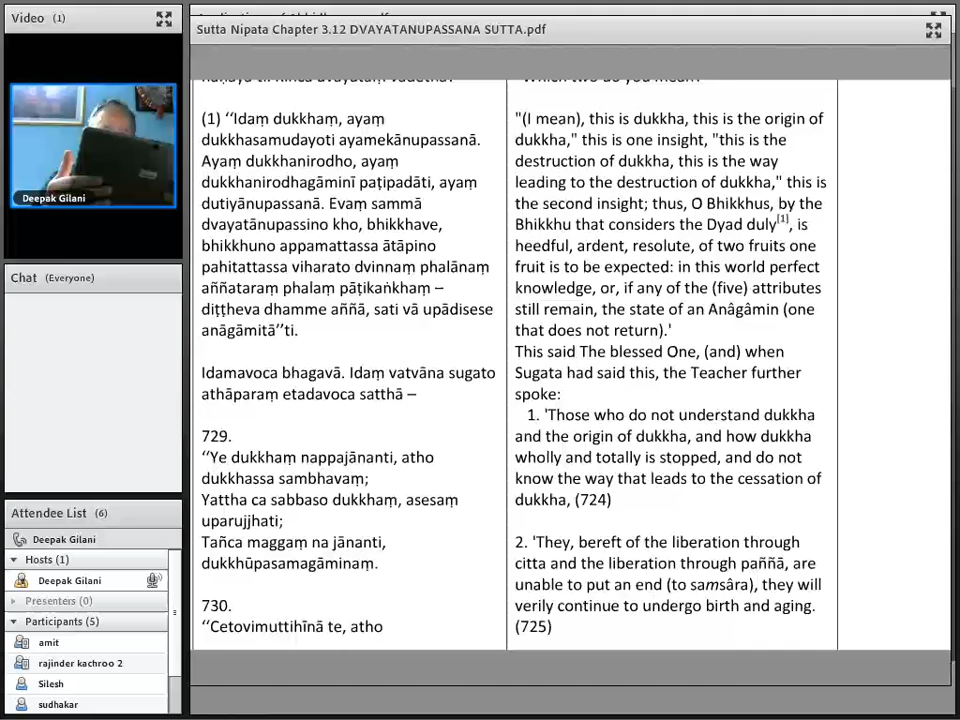 Video (1)
Deepak Gilani
Chat (Everyone)
Attendee List (6)
Deepak Gilani
Hosts (1)
Deepak Gilani
Presenters (0)
Participants (5)
amit
rajinder kachroo 2
Silesh
sudhakar
Sutta Nipata Chapter 3.12 DVAYATANUPASSANA SUTTA.pdf
(1) ‘‘Idaṃ dukkhaṃ, ayaṃ
dukkhasamudayoti ayamekānupassanā.
Ayaṃ dukkhanirodho, ayaṃ
dukkhanirodhagāminī paṭipadāti, ayaṃ
dutiyānupassanā. Evaṃ sammā
dvayatānupassino kho, bhikkhave,
bhikkhuno appamattassa ātāpino
pahitattassa viharato dvinnaṃ phalānaṃ
aññataraṃ phalaṃ pāṭikaṅkhaṃ –
diṭṭheva dhamme aññā, sati vā upādisese
anāgāmitā’’ti.
Idamavoca bhagavā. Idaṃ vatvāna sugato
athāparaṃ etadavoca satthā –
729.
‘‘Ye dukkhaṃ nappajānanti, atho
dukkhassa sambhavaṃ;
Yattha ca sabbaso dukkhaṃ, asesaṃ
uparujjhati;
Tañca maggaṃ na jānanti,
dukkhūpasamagāminaṃ.
730.
‘‘Cetovimuttihīnā te, atho
"(I mean), this is dukkha, this is the origin of
dukkha," this is one insight, "this is the
destruction of dukkha, this is the way
leading to the destruction of dukkha," this is
the second insight; thus, O Bhikkhus, by the
Bhikkhu that considers the Dyad duly[1], is
heedful, ardent, resolute, of two fruits one
fruit is to be expected: in this world perfect
knowledge, or, if any of the (five) attributes
still remain, the state of an Anâgâmin (one
that does not return).'
This said The blessed One, (and) when
Sugata had said this, the Teacher further
spoke:
1. 'Those who do not understand dukkha
and the origin of dukkha, and how dukkha
wholly and totally is stopped, and do not
know the way that leads to the cessation of
dukkha, (724)
2. 'They, bereft of the liberation through
citta and the liberation through paññā, are
unable to put an end (to samsâra), they will
verily continue to undergo birth and aging.
(725)